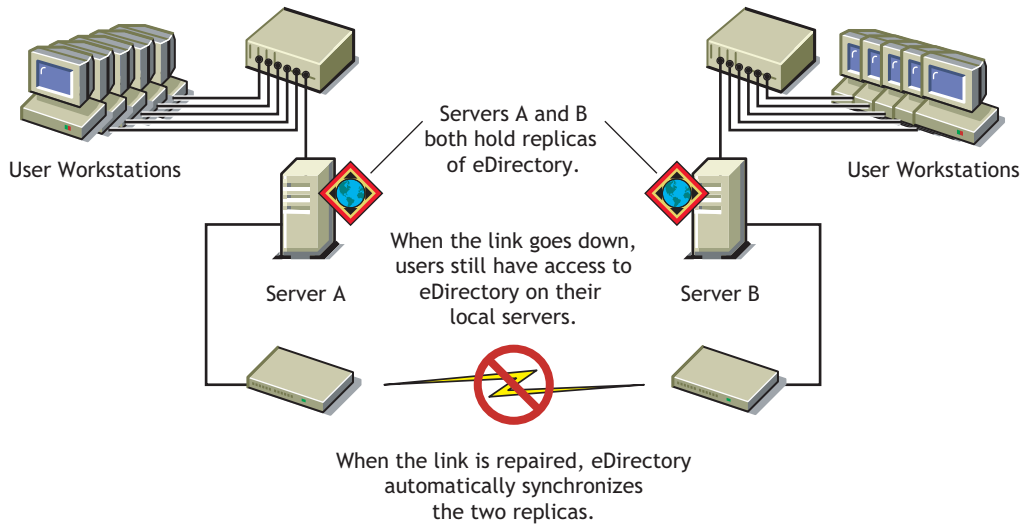 Servers A and B
both hold replicas
of eDirectory.
User Workstations
User Workstations
When the link goes down,
users still have access to
eDirectory on their
local servers.
Server A
Server B
When the link is repaired, eDirectory
automatically synchronizes
the two replicas.